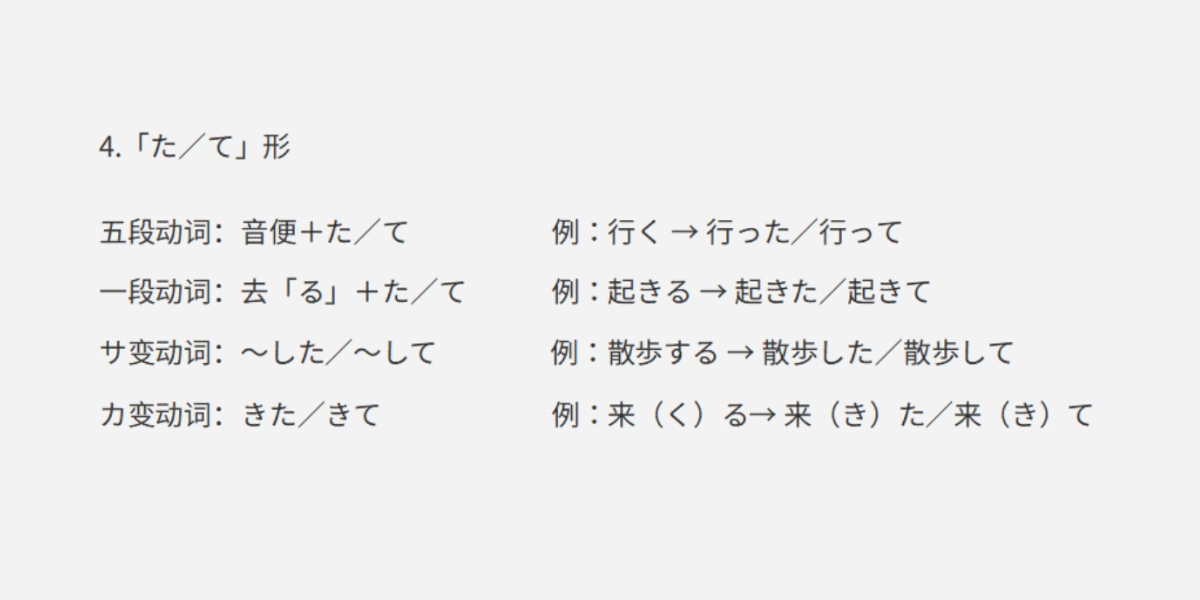 4.「た／て」形
五段动词：音便＋た／て 例：行く → 行った／行って
一段动词：去「る」＋た／て 例：起きる → 起きた／起きて
サ变动词：～した／～して 例：散歩する → 散歩した／散歩して
カ变动词：きた／きて 例：来（く）る→ 来（き）た／来（き）て